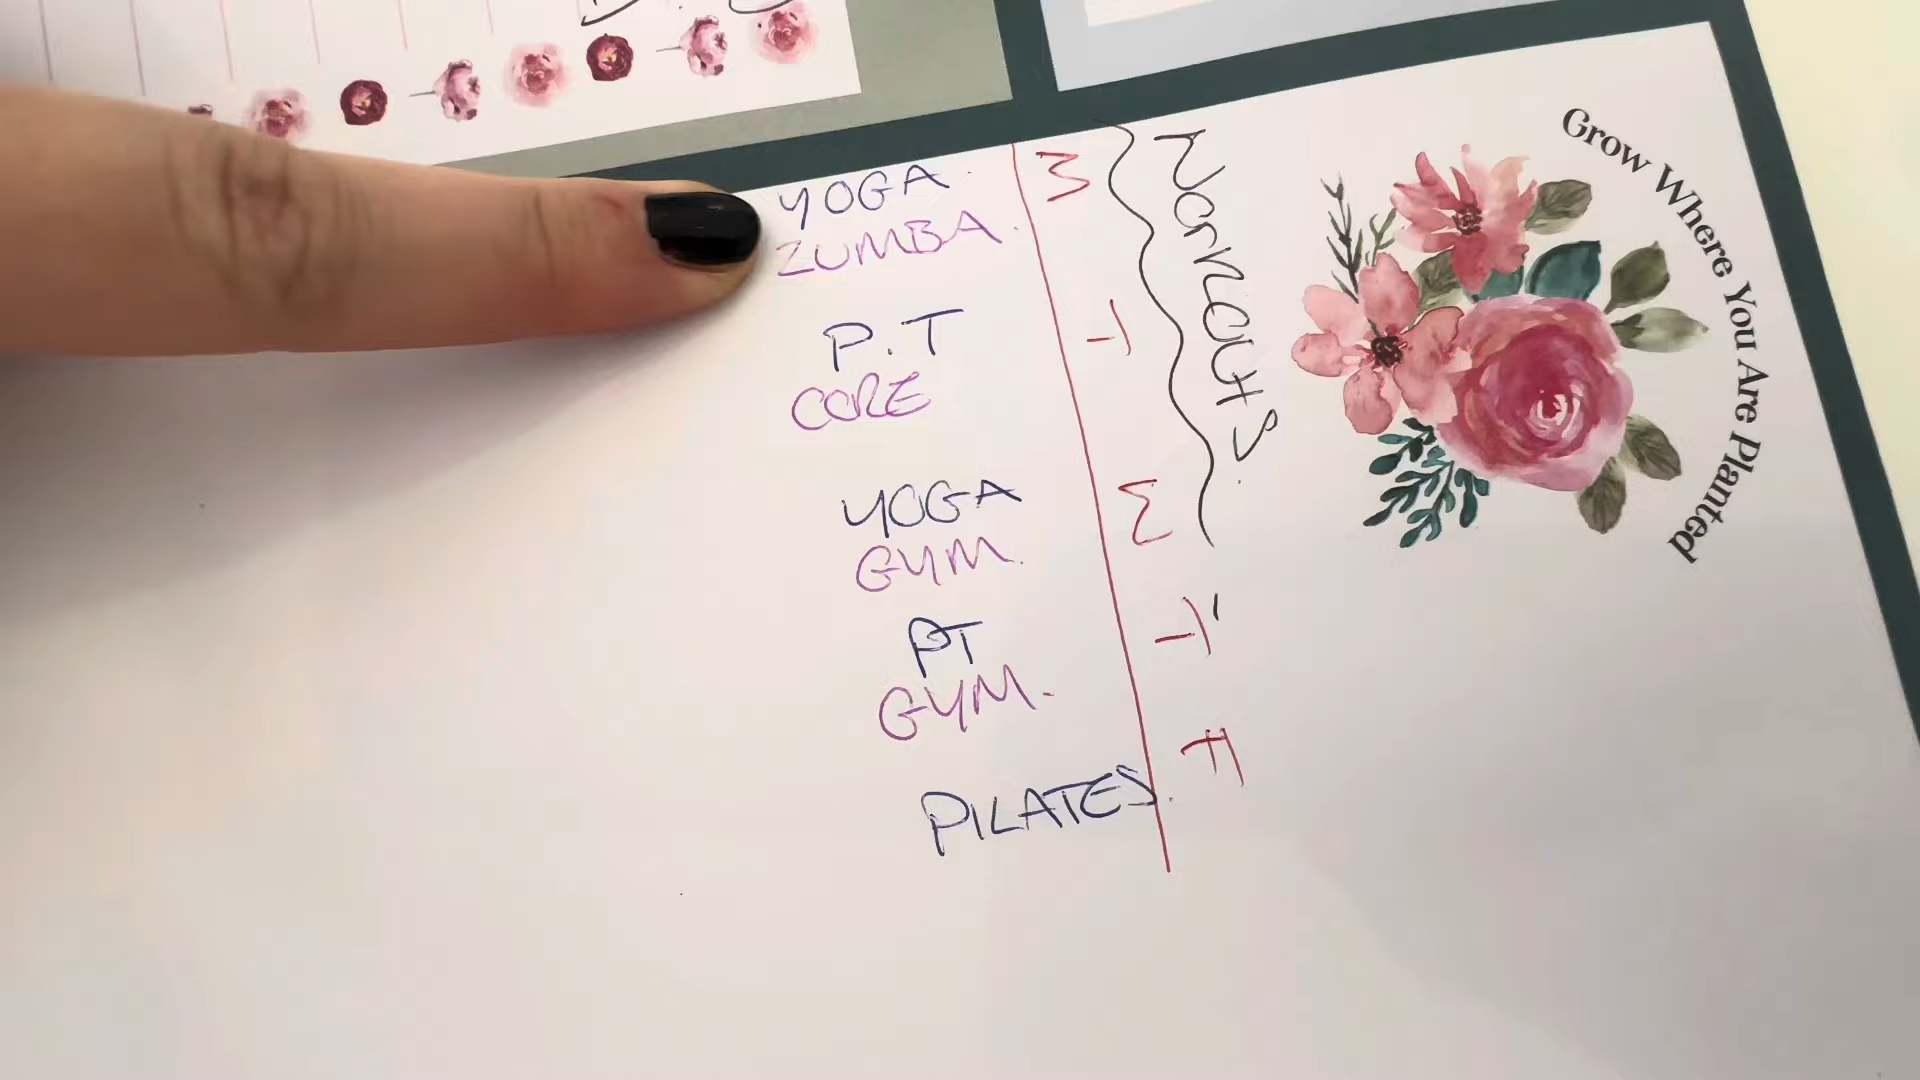 Grow Where You Are Planted
Workouts.
M
YOGA.
ZUMBA.
T
P.T
CORE
M
YOGA
GYM.
T'
PT
GYM.
F
PILATES.